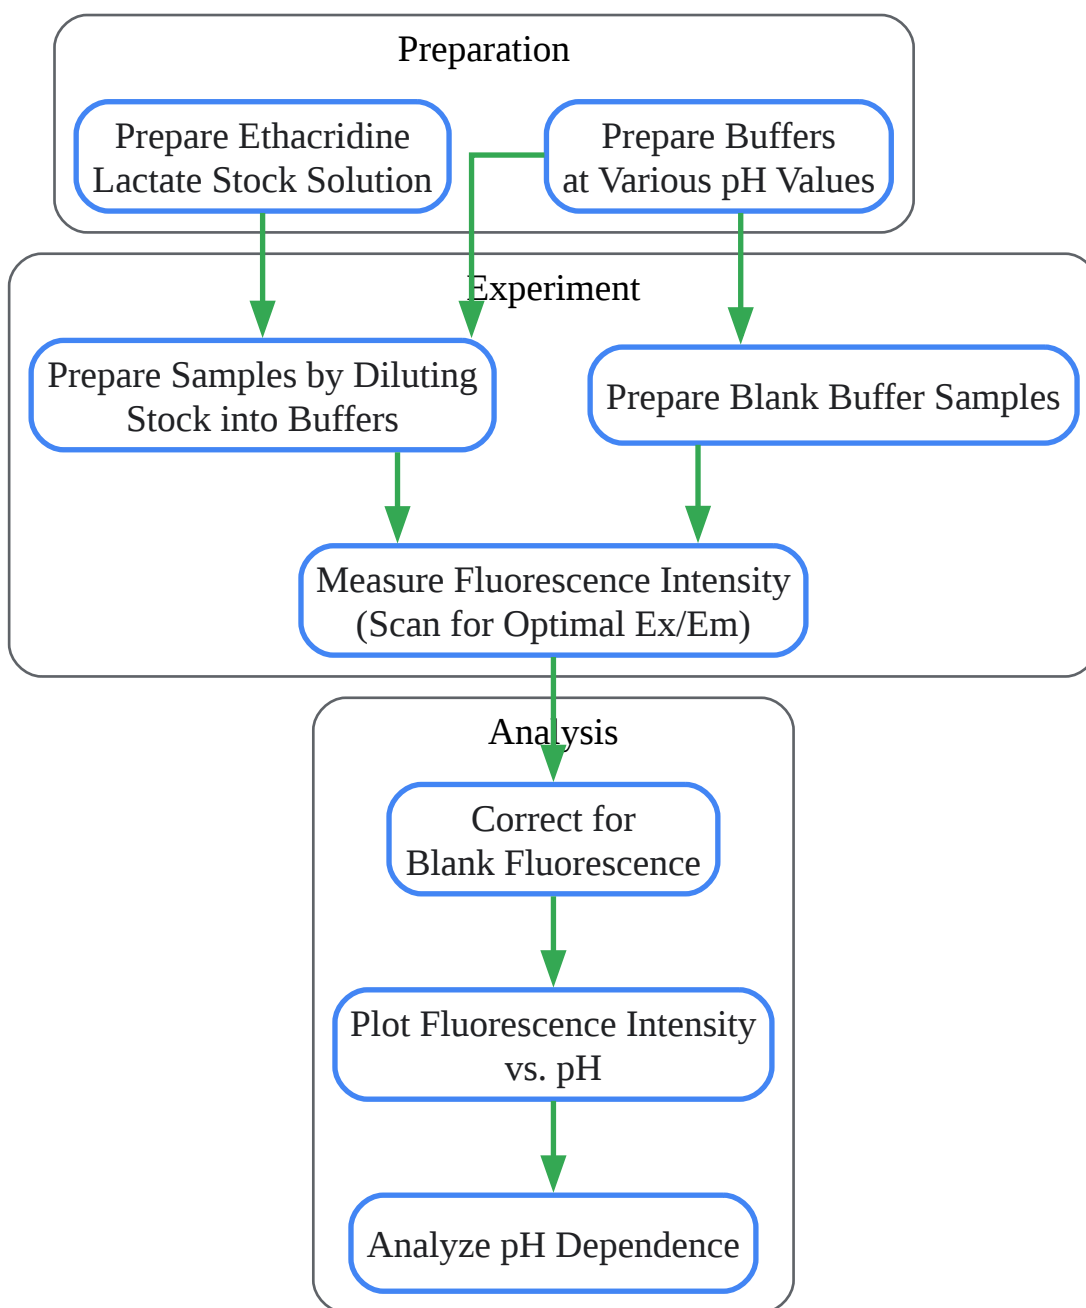 Preparation
Prepare Ethacridine
Lactate Stock Solution
Prepare Buffers
at Various pH Values
Experiment
Prepare Samples by Diluting
Stock into Buffers
Prepare Blank Buffer Samples
Measure Fluorescence Intensity
(Scan for Optimal Ex/Em)
Analysis
Correct for
Blank Fluorescence
Plot Fluorescence Intensity
vs. pH
Analyze pH Dependence